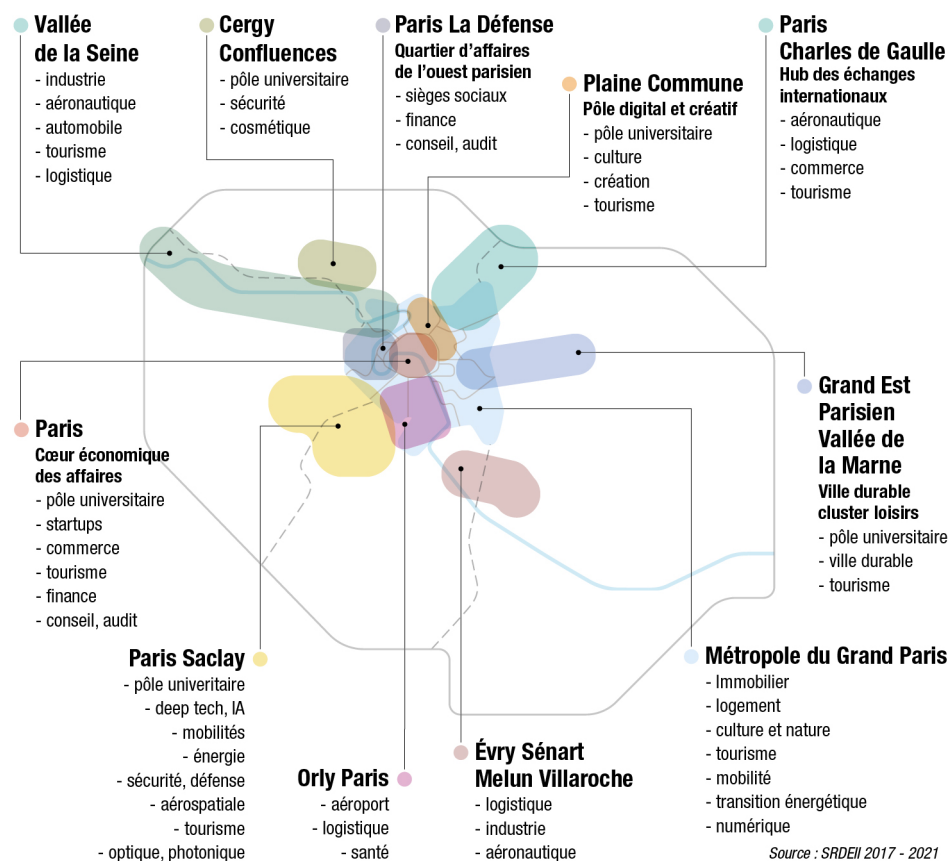 Vallée
de la Seine
- industrie
- aéronautique
- automobile
- tourisme
- logistique
Cergy
Confluences
- pôle universitaire
- sécurité
- cosmétique
Paris La Défense
Quartier d'affaires
de l'ouest parisien
- sièges sociaux
- finance
- conseil, audit
Plaine Commune
Pôle digital et créatif
- pôle universitaire
- culture
- création
- tourisme
Paris
Charles de Gaulle
Hub des échanges
internationaux
- aéronautique
- logistique
- commerce
- tourisme
Paris
Cœur économique
des affaires
- pôle universitaire
- startups
- commerce
- tourisme
- finance
- conseil, audit
Grand Est
Parisien
Vallée de
la Marne
Ville durable
cluster loisirs
- pôle universitaire
- ville durable
- tourisme
Paris Saclay
- pôle univeritaire
- deep tech, IA
- mobilités
- énergie
- sécurité, défense
- aérospatiale
- tourisme
- optique, photonique
Orly Paris
- aéroport
- logistique
- santé
Évry Sénart
Melun Villaroche
- logistique
- industrie
- aéronautique
Métropole du Grand Paris
- Immobilier
- logement
- culture et nature
- tourisme
- mobilité
- transition énergétique
- numérique
Source : SRDEII 2017 - 2021